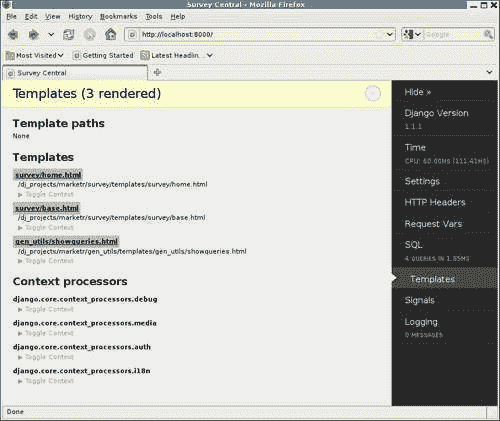 Survey Central - Mozilla Firefox
File Edit View History Bookmarks Tools Help
http://localhost:8000/
Google
Most Visited Getting Started Latest Headlin...
Survey Central
Templates (3 rendered)
Template paths
None
Templates
survey/home.html
/dj_projects/marketr/survey/templates/survey/home.html
▶ Toggle Context
survey/base.html
/dj_projects/marketr/survey/templates/survey/base.html
▶ Toggle Context
gen_utils/showqueries.html
/dj_projects/marketr/gen_utils/templates/gen_utils/showqueries.html
▶ Toggle Context
Context processors
django.core.context_processors.debug
▶ Toggle Context
django.core.context_processors.media
▶ Toggle Context
django.core.context_processors.auth
▶ Toggle Context
django.core.context_processors.i18n
▶ Toggle Context
Hide »
Django Version
1.1.1
Time
CPU: 60.00MS (111.41MS)
Settings
HTTP Headers
Request Vars
SQL
4 QUERIES IN 1.95MS
Templates
Signals
Logging
0 MESSAGES
Done